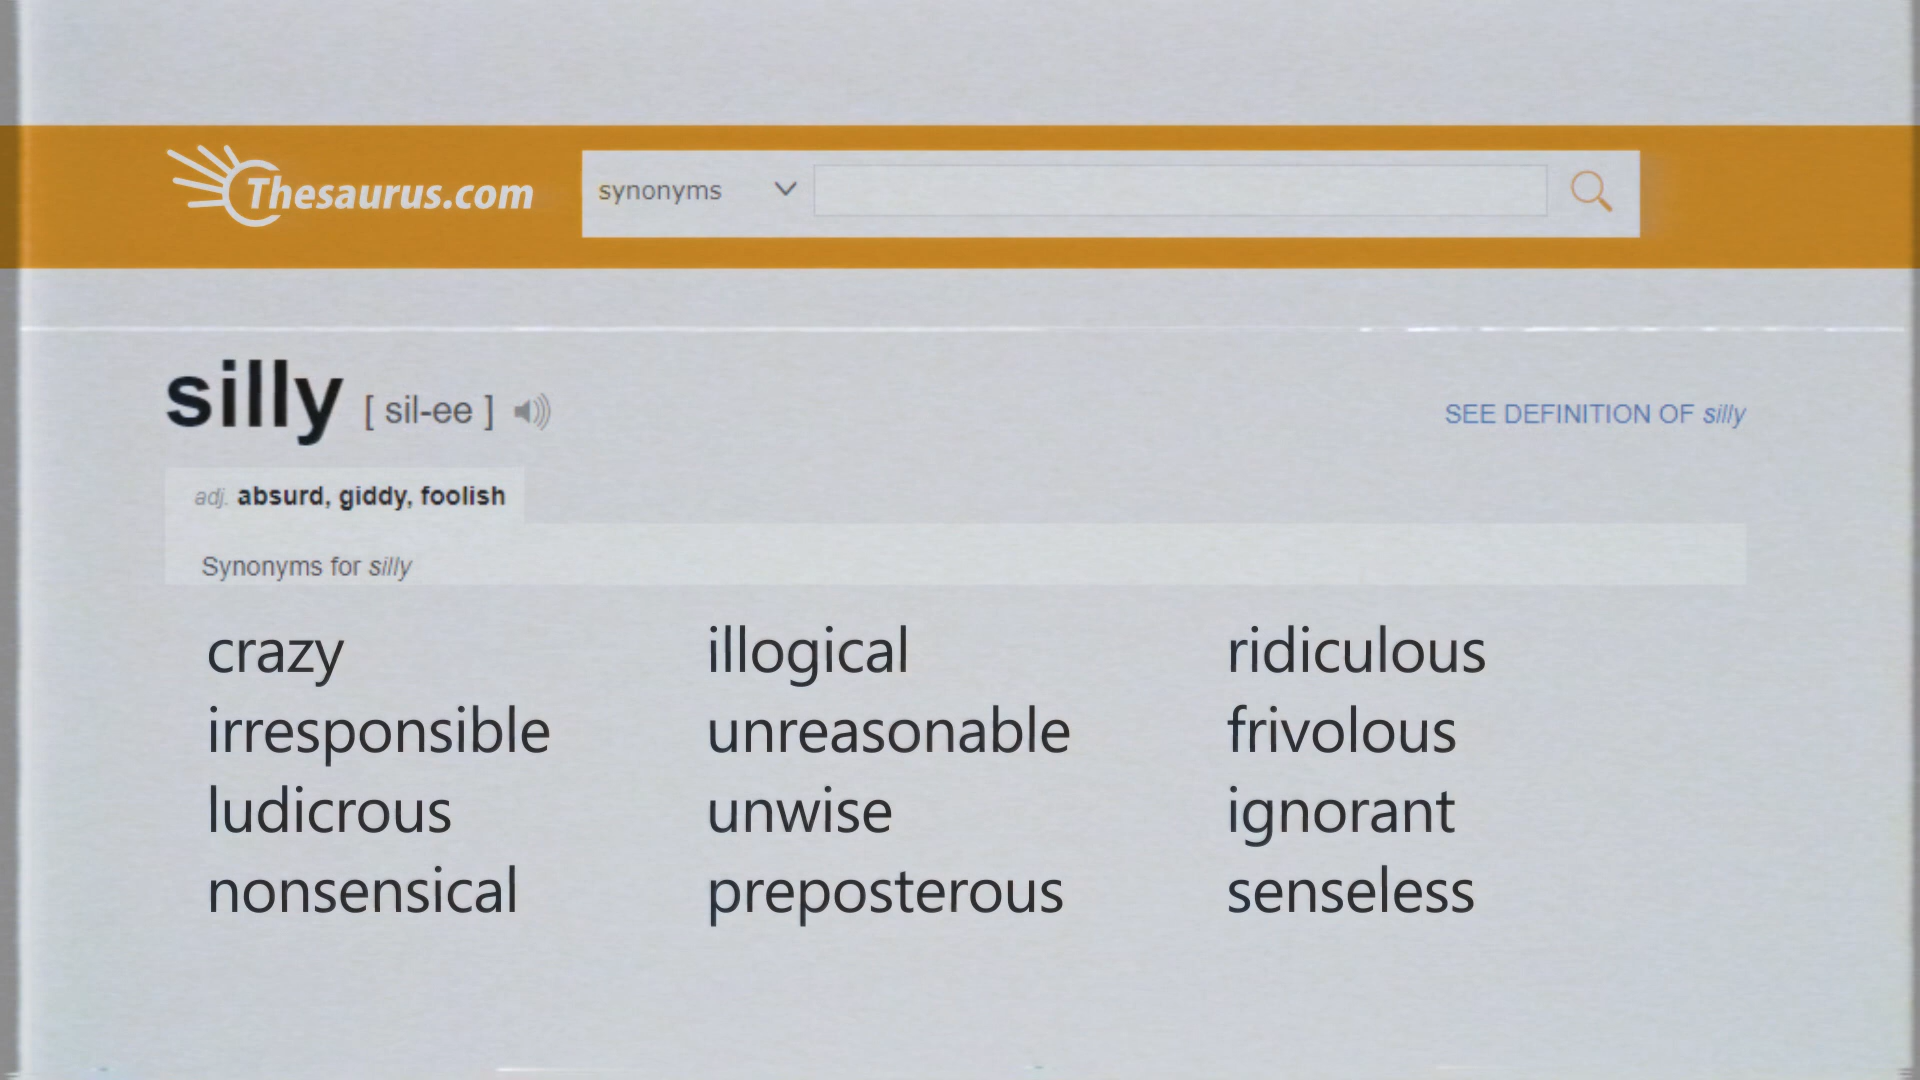 Thesaurus.com
synonyms
silly [ sil-ee ]
SEE DEFINITION OF silly
adj. absurd, giddy, foolish
Synonyms for silly
crazy illogical ridiculous
irresponsible unreasonable frivolous
ludicrous unwise ignorant
nonsensical preposterous senseless